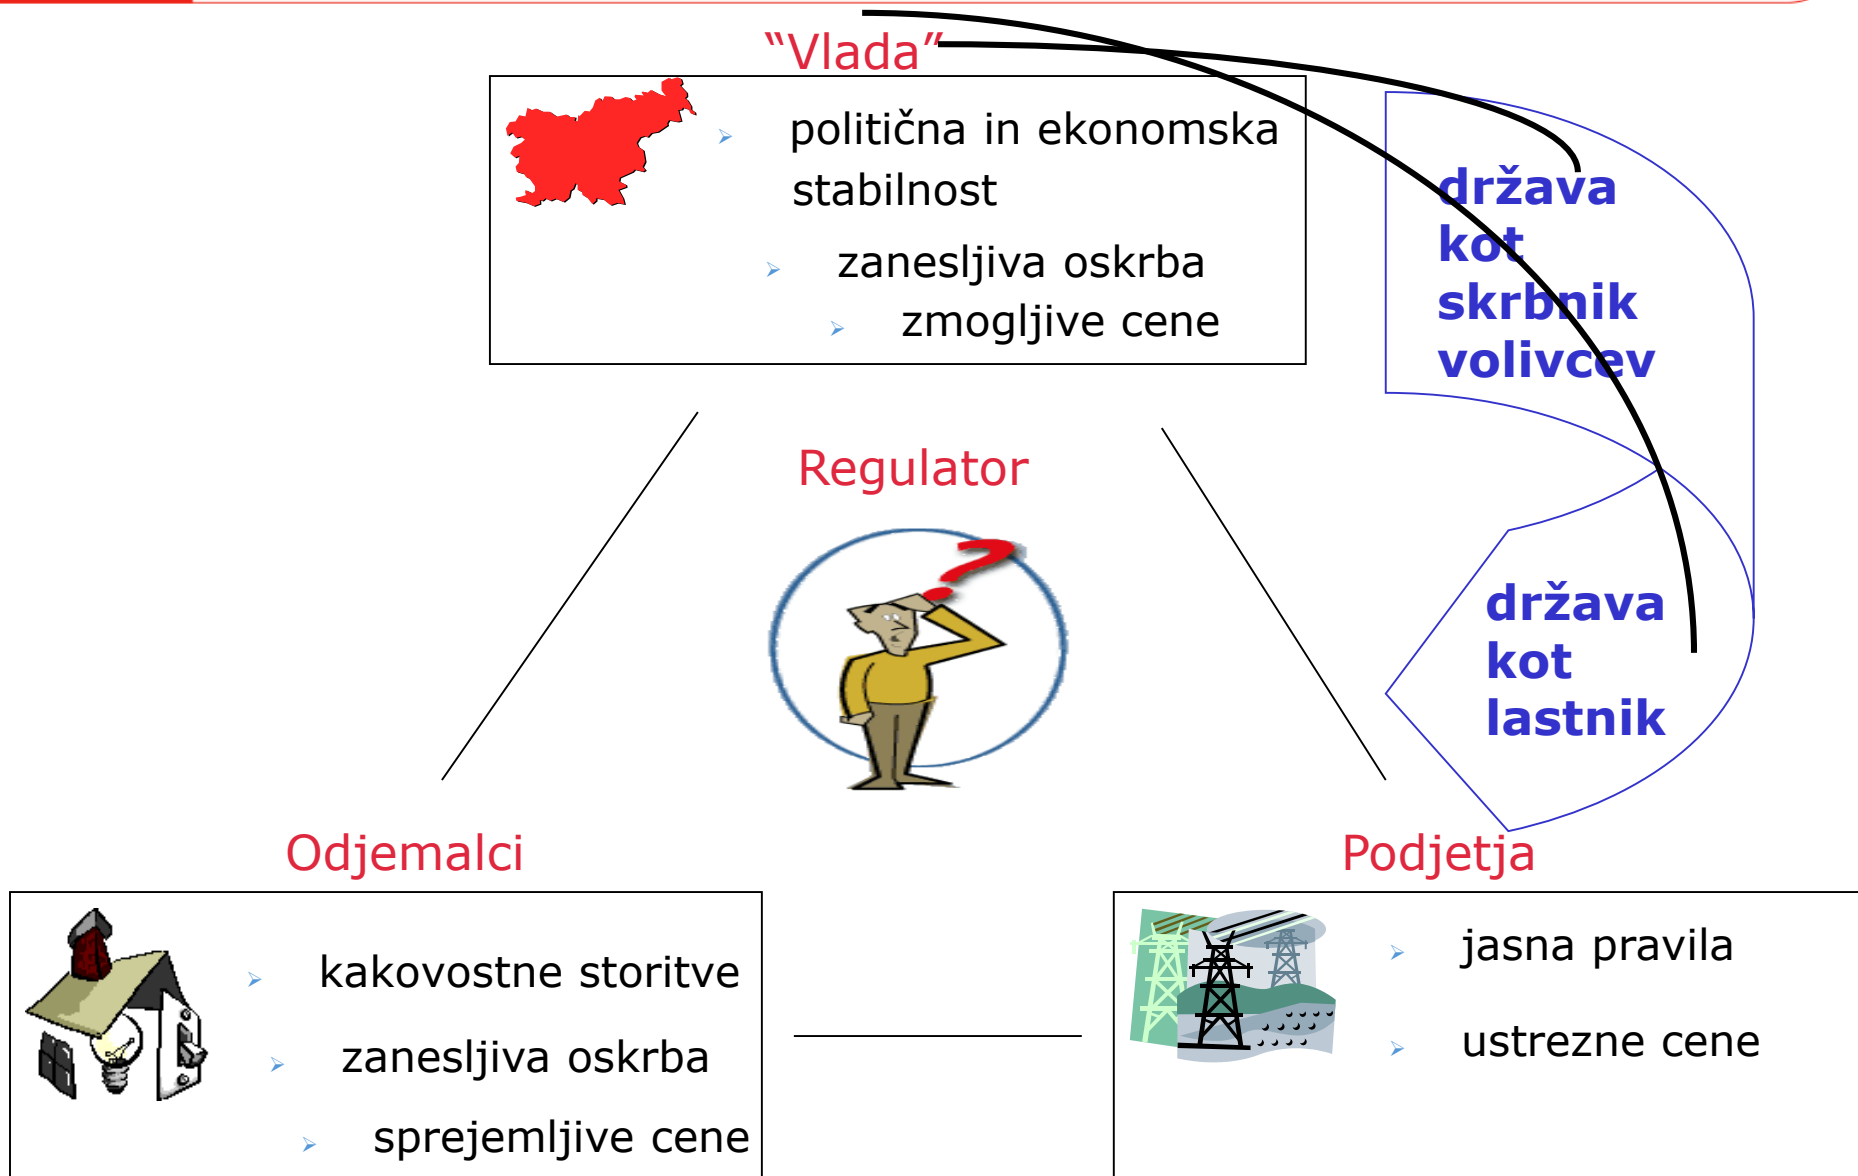 “Vlada”
politična in ekonomska
stabilnost
zanesljiva oskrba
zmogljive cene
država
kot
skrbnik
volivcev
Regulator
država
kot
lastnik
Odjemalci
kakovostne storitve
zanesljiva oskrba
sprejemljive cene
Podjetja
jasna pravila
ustrezne cene